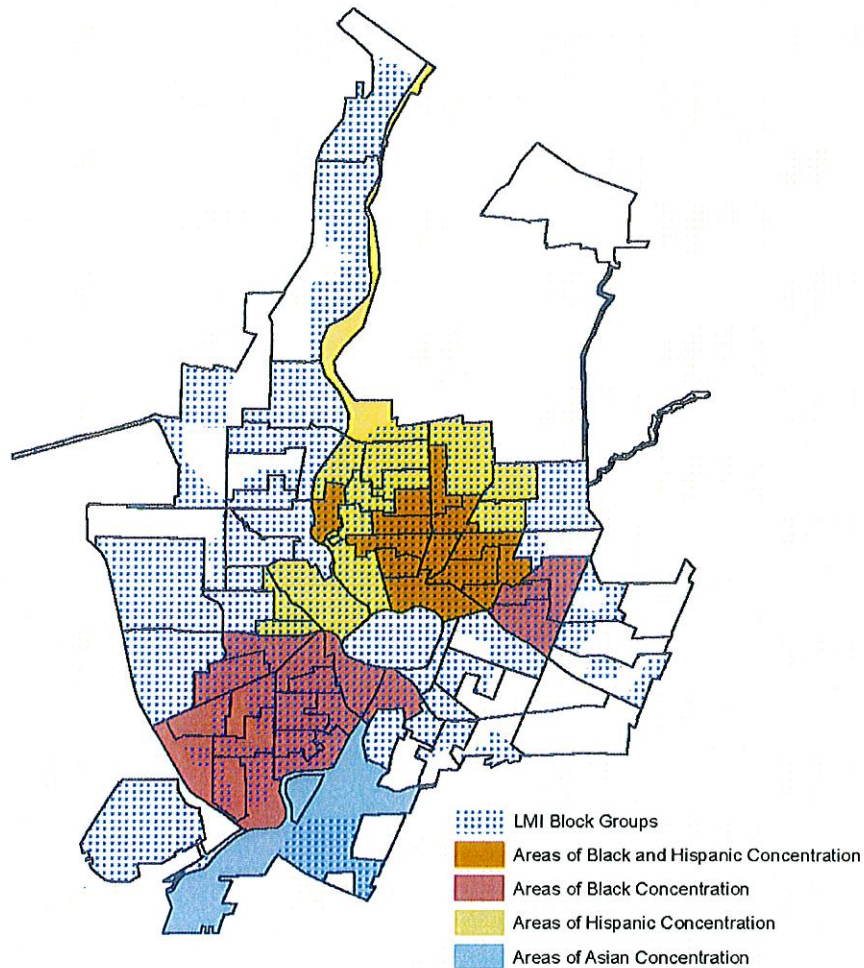 LMI Block Groups
Areas of Black and Hispanic Concentration
Areas of Black Concentration
Areas of Hispanic Concentration
Areas of Asian Concentration